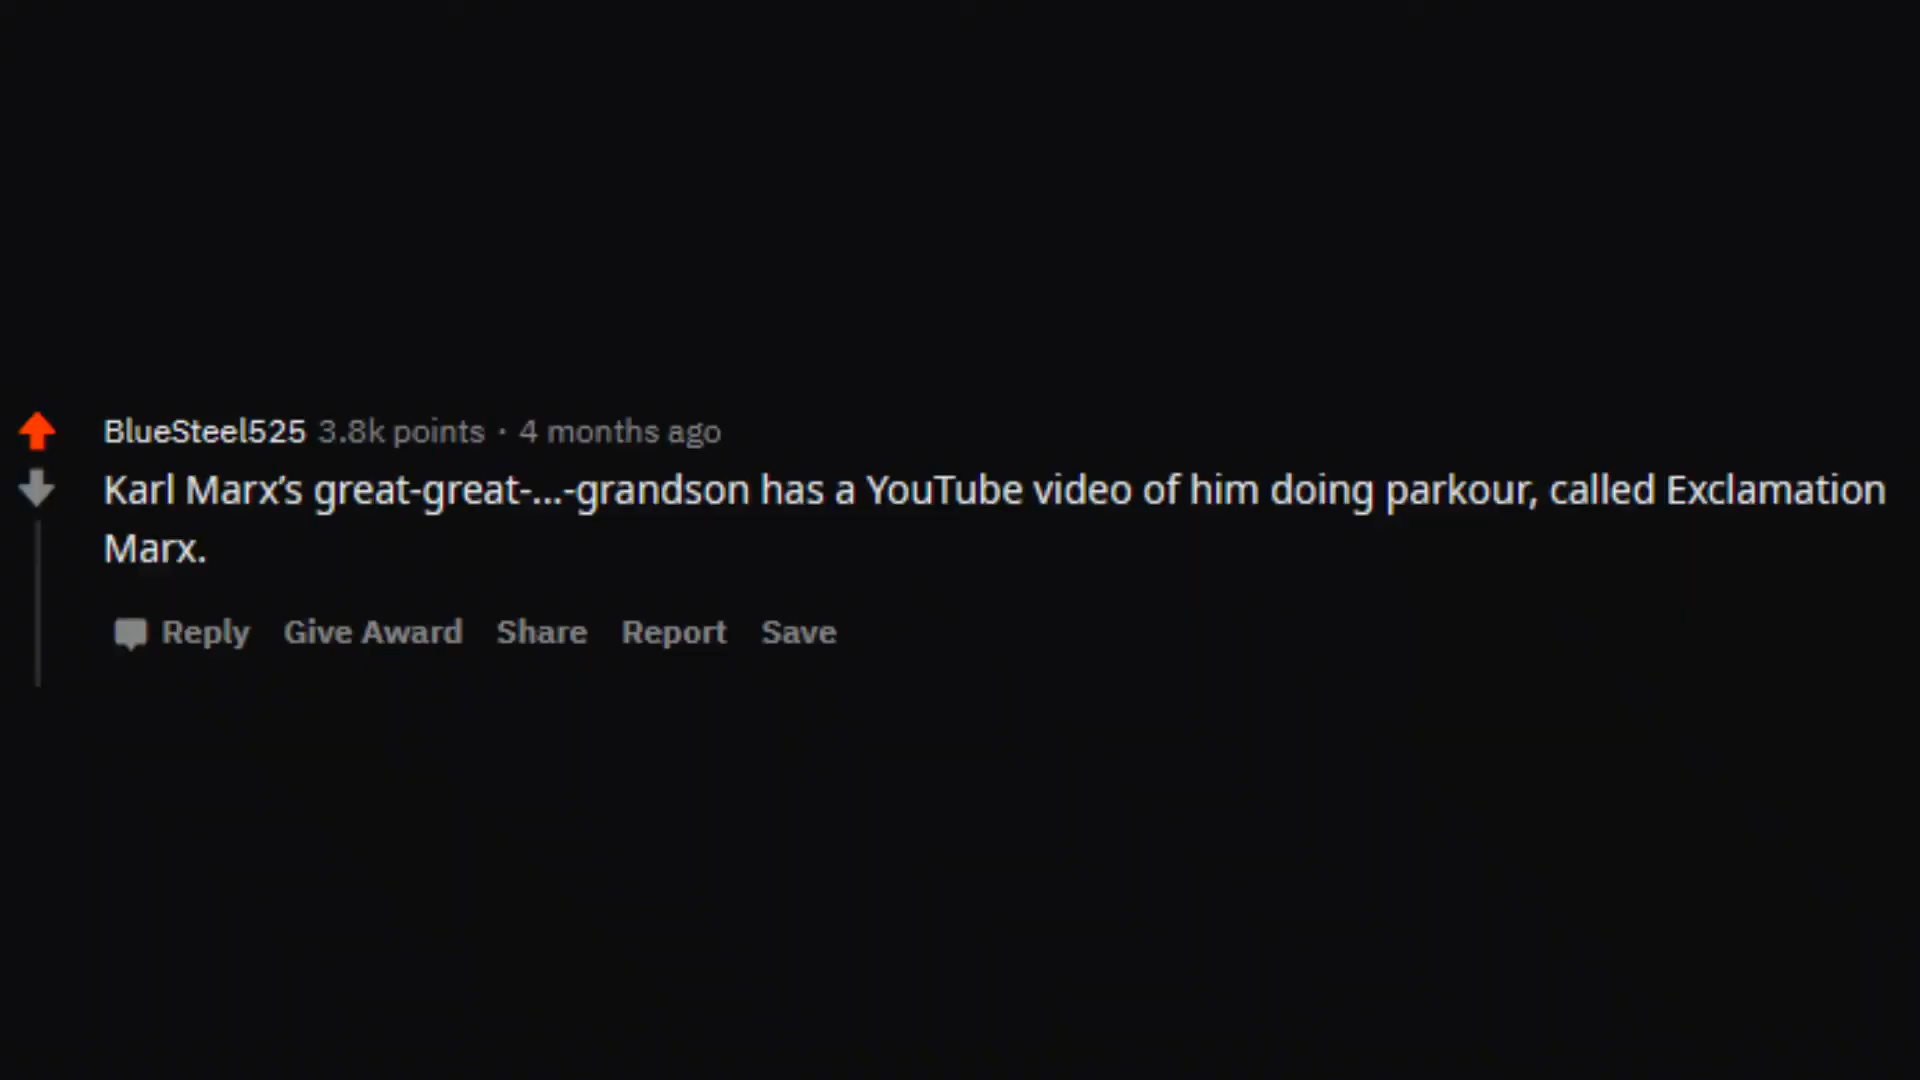 BlueSteel525 3.8k points · 4 months ago
Karl Marx’s great-great-...-grandson has a YouTube video of him doing parkour, called Exclamation
Marx.
Reply Give Award Share Report Save